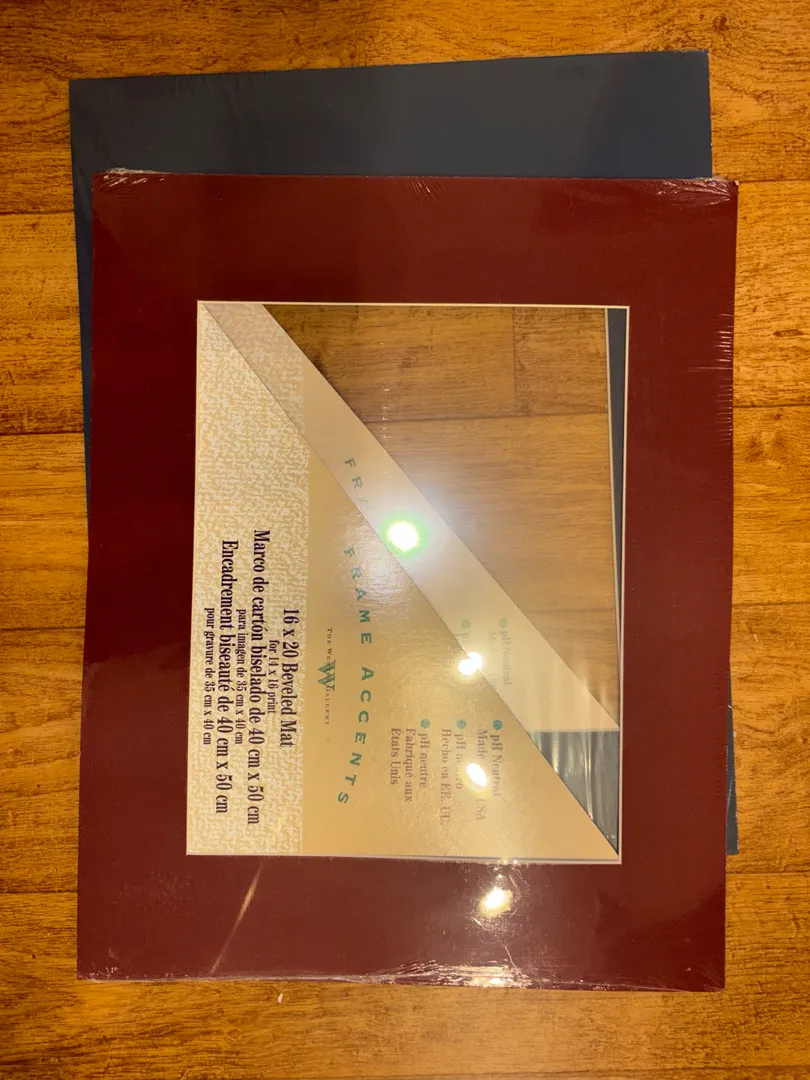 FRAME ACCENTS
THE W GALLERY
pH Neutral
Made USA
pH
Hecho en EE. UU.
pH neutre
Fabriqué aux
États Unis
16 x 20 Beveled Mat
for 14 x 16 print
Marco de cartón biselado de 40 cm x 50 cm
para imagen de 35 cm x 40 cm
Encadrement biseauté de 40 cm x 50 cm
pour gravure de 35 cm x 40 cm
FRA
pH Neutral